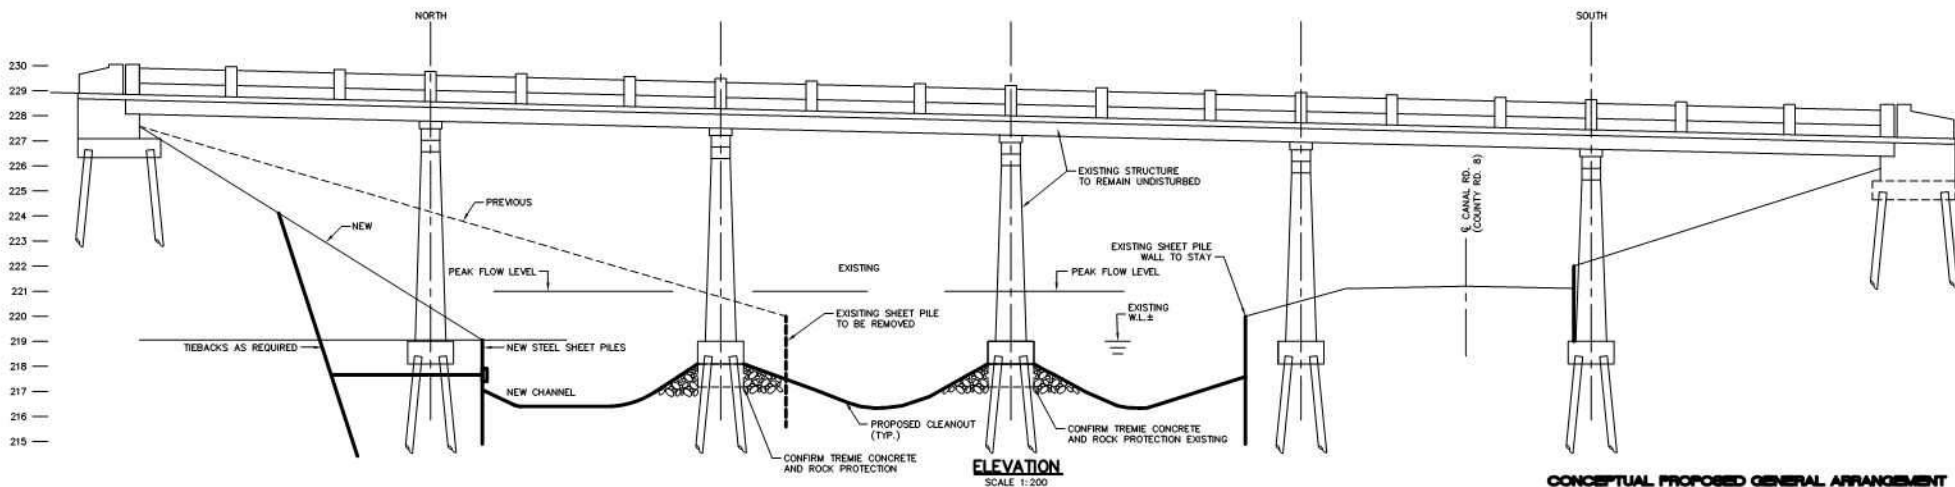 NORTH
SOUTH
230
229
228
227
226
225
224
223
222
221
220
219
218
217
216
215
EXISTING STRUCTURE
TO REMAIN UNDISTURBED
℄ CANAL RD.
(COUNTY RD. 8)
PREVIOUS
NEW
EXISTING SHEET PILE
WALL TO STAY
PEAK FLOW LEVEL
EXISTING
PEAK FLOW LEVEL
EXISTING
W.L.±
EXISITING SHEET PILE
TO BE REMOVED
TIEBACKS AS REQUIRED
NEW STEEL SHEET PILES
NEW CHANNEL
PROPOSED CLEANOUT
(TYP.)
CONFIRM TREMIE CONCRETE
AND ROCK PROTECTION EXISTING
CONFIRM TREMIE CONCRETE
AND ROCK PROTECTION
ELEVATION
SCALE 1:200
CONCEPTUAL PROPOSED GENERAL ARRANGEMENT